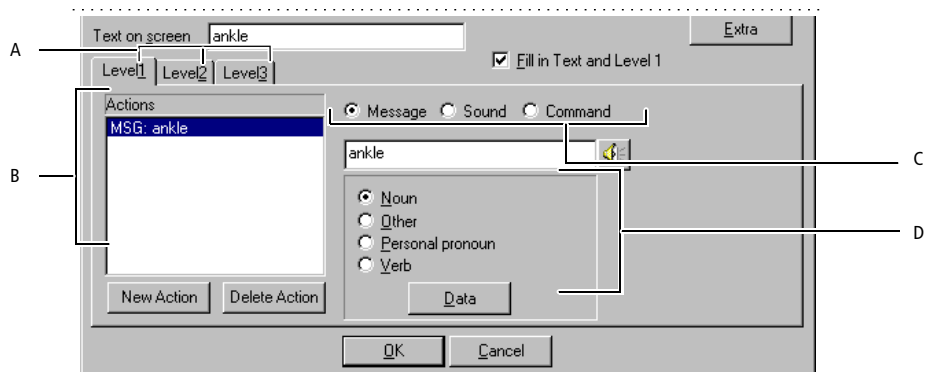 Text on screen
ankle
Extra
A
Fill in Text and Level 1
Level1 Level2 Level3
Actions
MSG: ankle
Message Sound Command
ankle
C
B
Noun
Other
Personal pronoun
Verb
D
New Action Delete Action
Data
OK Cancel